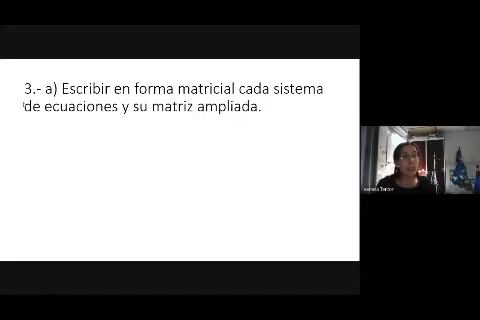 3.- a) Escribir en forma matricial cada sistema
de ecuaciones y su matriz ampliada.